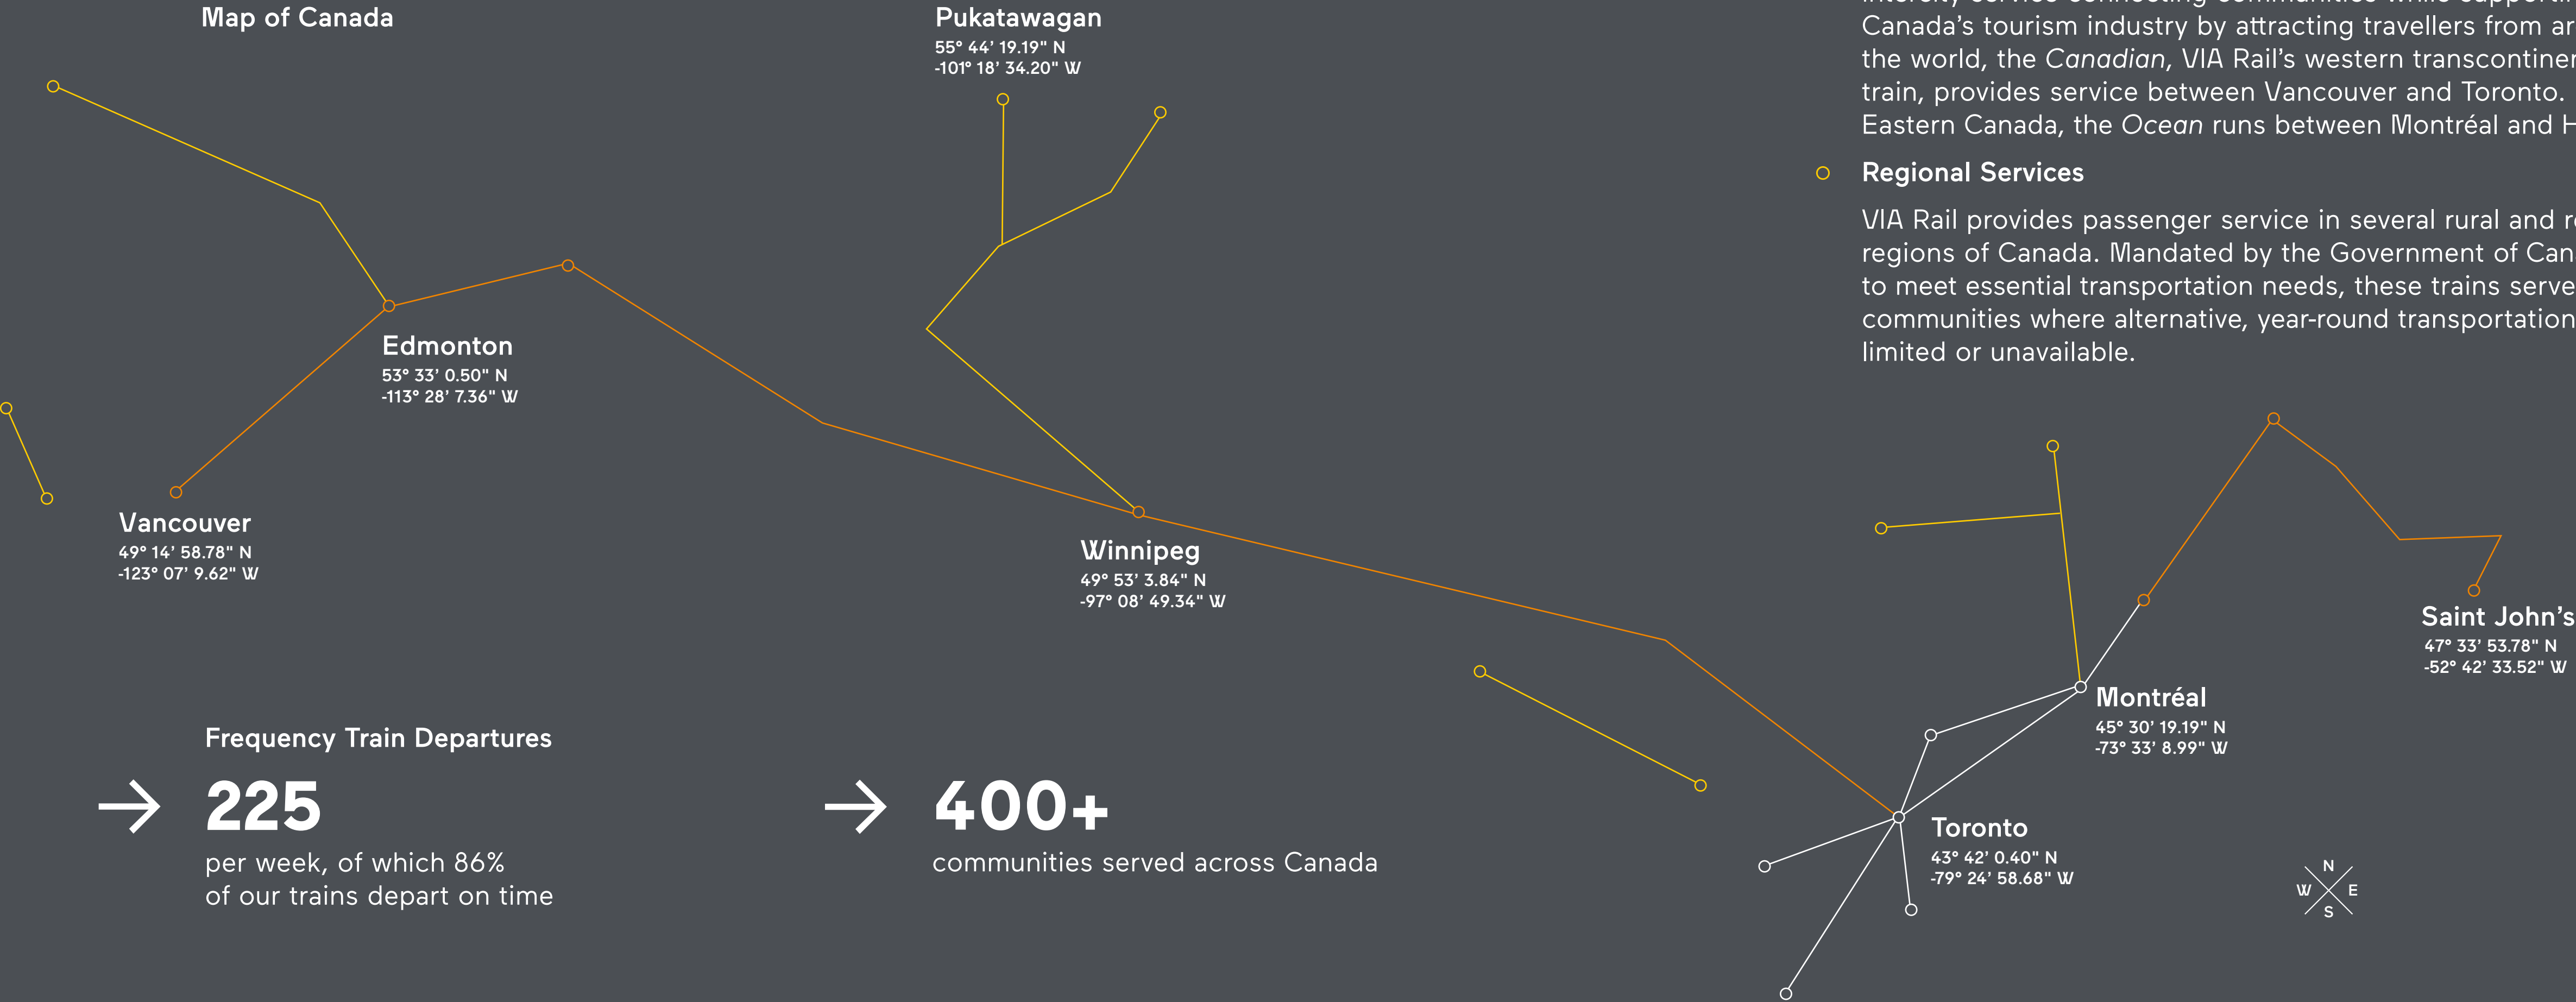 Map of Canada
Pukatawagan
55° 44’ 19.19" N
-101° 18’ 34.20" W
Canada’s tourism industry by attracting travellers from
the world, the Canadian, VIA Rail’s western
train, provides service between Vancouver and Toronto.
Eastern Canada, the Ocean runs between Montréal and
Regional Services
VIA Rail provides passenger service in several rural and
regions of Canada. Mandated by the Government of
to meet essential transportation needs, these trains serve
communities where alternative, year-round transportation
limited or unavailable.
Edmonton
53° 33’ 0.50" N
-113° 28’ 7.36" W
Vancouver
49° 14’ 58.78" N
-123° 07’ 9.62" W
Winnipeg
49° 53’ 3.84" N
-97° 08’ 49.34" W
Saint John’s
47° 33’ 53.78" N
-52° 42’ 33.52" W
Montréal
45° 30’ 19.19" N
-73° 33’ 8.99" W
Toronto
43° 42’ 0.40" N
-79° 24’ 58.68" W
Frequency Train Departures
225
per week, of which 86%
of our trains depart on time
400+
communities served across Canada
N
W E
S